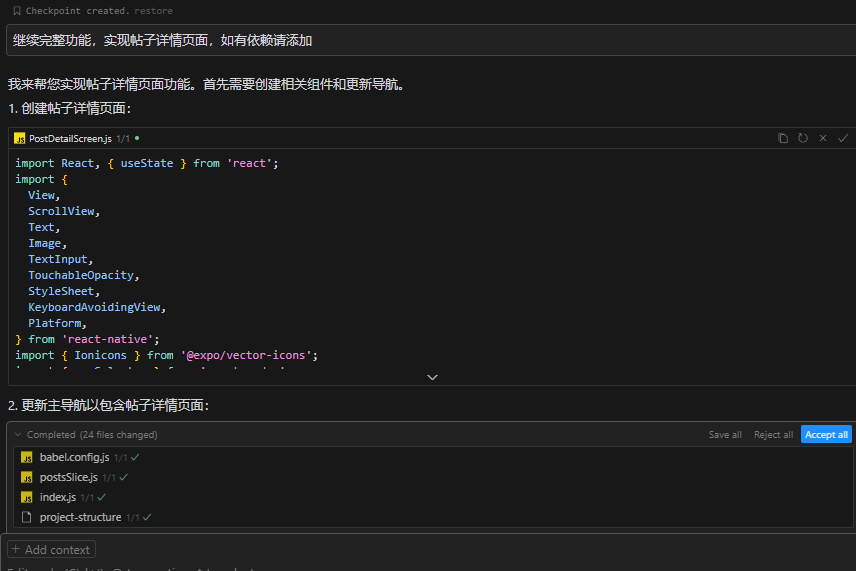 Checkpoint created. restore
继续完整功能，实现帖子详情页面，如有依赖请添加
我来帮您实现帖子详情页面功能。首先需要创建相关组件和更新导航。
1. 创建帖子详情页面：
JS PostDetailScreen.js 1/1
import React, { useState } from 'react';
import {
View,
ScrollView,
Text,
Image,
TextInput,
TouchableOpacity,
StyleSheet,
KeyboardAvoidingView,
Platform,
} from 'react-native';
import { Ionicons } from '@expo/vector-icons';
2. 更新主导航以包含帖子详情页面：
Completed (24 files changed) Save all Reject all Accept all
JS babel.config.js 1/1
JS postsSlice.js 1/1
JS index.js 1/1
project-structure 1/1
+ Add context